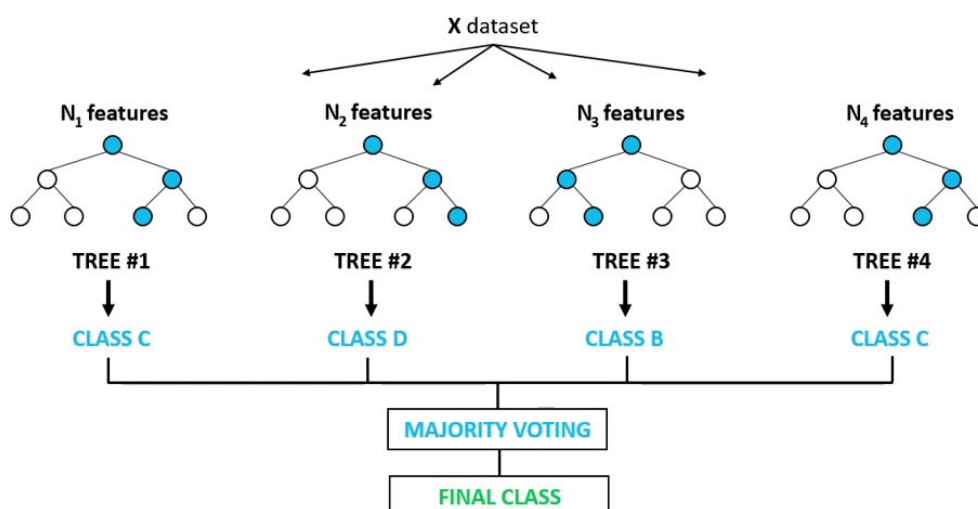 X dataset
N₁ features
N₂ features
N₃ features
N₄ features
TREE #1
TREE #2
TREE #3
TREE #4
CLASS C
CLASS D
CLASS B
CLASS C
MAJORITY VOTING
FINAL CLASS